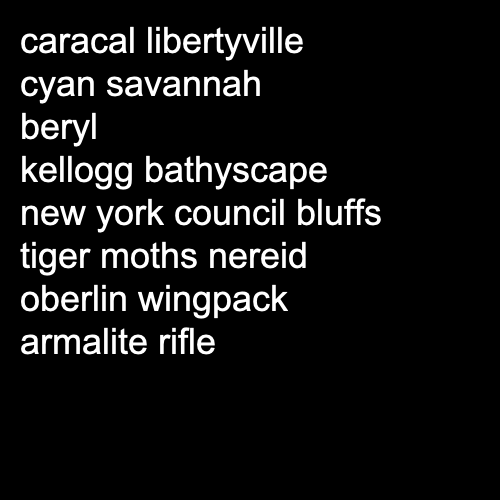 caracal libertyville
cyan savannah
beryl
kellogg bathyscape
new york council bluffs
tiger moths nereid
oberlin wingpack
armalite rifle